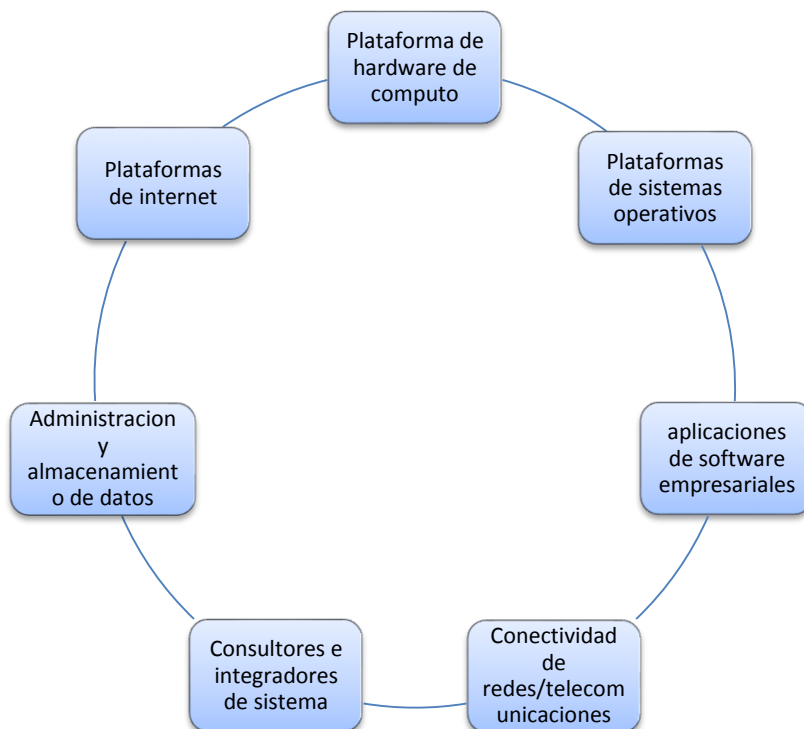 Plataforma de
hardware de
computo
Plataformas
de sistemas
operativos
aplicaciones
de software
empresariales
Conectividad
de
redes/telecom
unicaciones
Consultores e
integradores
de sistema
Administracion
y
almacenamient
o de datos
Plataformas
de internet